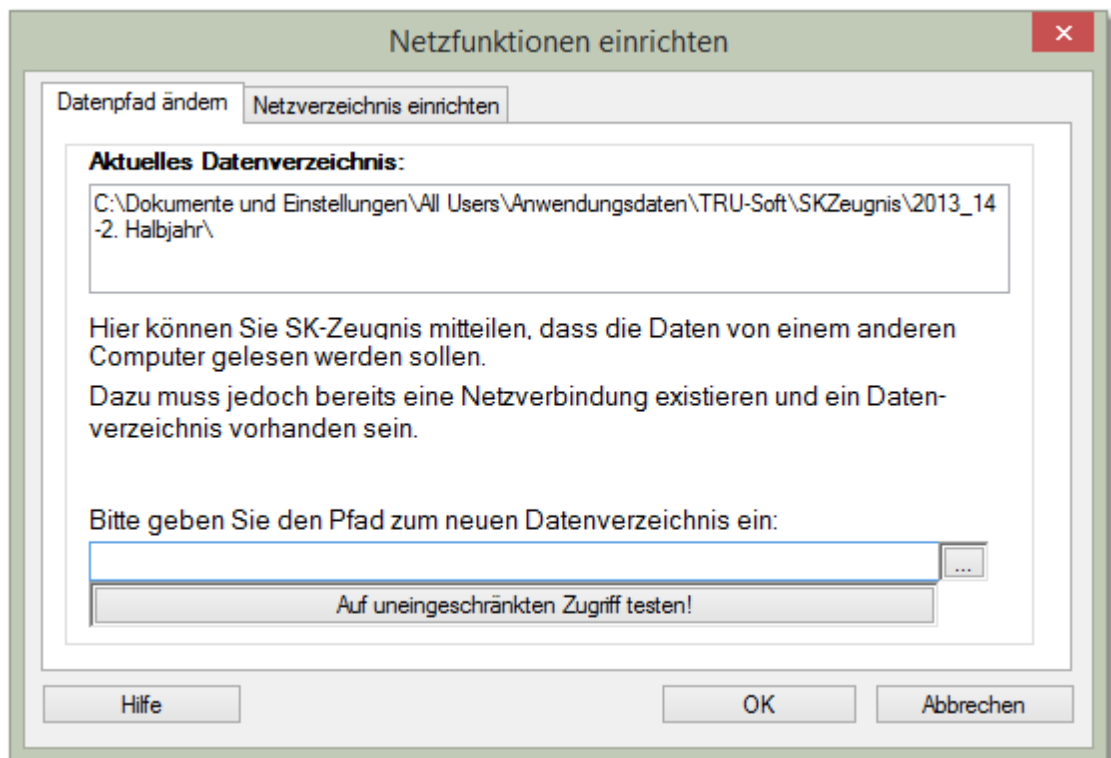 Netzfunktionen einrichten
Datenpfad ändern
Netzverzeichnis einrichten
Aktuelles Datenverzeichnis:
C:\Dokumente und Einstellungen\All Users\Anwendungsdaten\TRU-Soft\SKZeugnis\2013_14
-2. Halbjahr\
Hier können Sie SK-Zeugnis mitteilen, dass die Daten von einem anderen
Computer gelesen werden sollen.
Dazu muss jedoch bereits eine Netzverbindung existieren und ein Daten-
verzeichnis vorhanden sein.
Bitte geben Sie den Pfad zum neuen Datenverzeichnis ein:
...
Auf uneingeschränkten Zugriff testen!
Hilfe
OK
Abbrechen